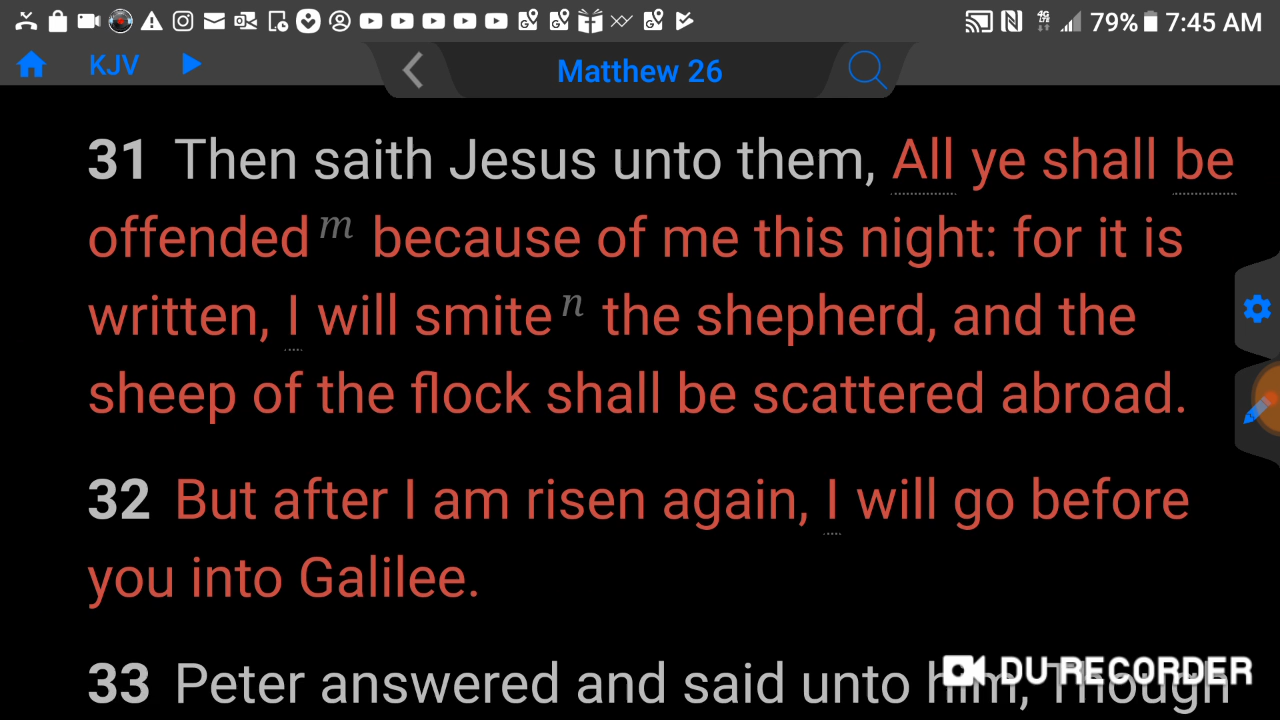 79% 7:45 AM
KJV Matthew 26
31 Then saith Jesus unto them, All ye shall be
offended m because of me this night: for it is
written, I will smite n the shepherd, and the
sheep of the flock shall be scattered abroad.
32 But after I am risen again, I will go before
you into Galilee.
33 Peter answered and said unto him, Though
DU RECORDER